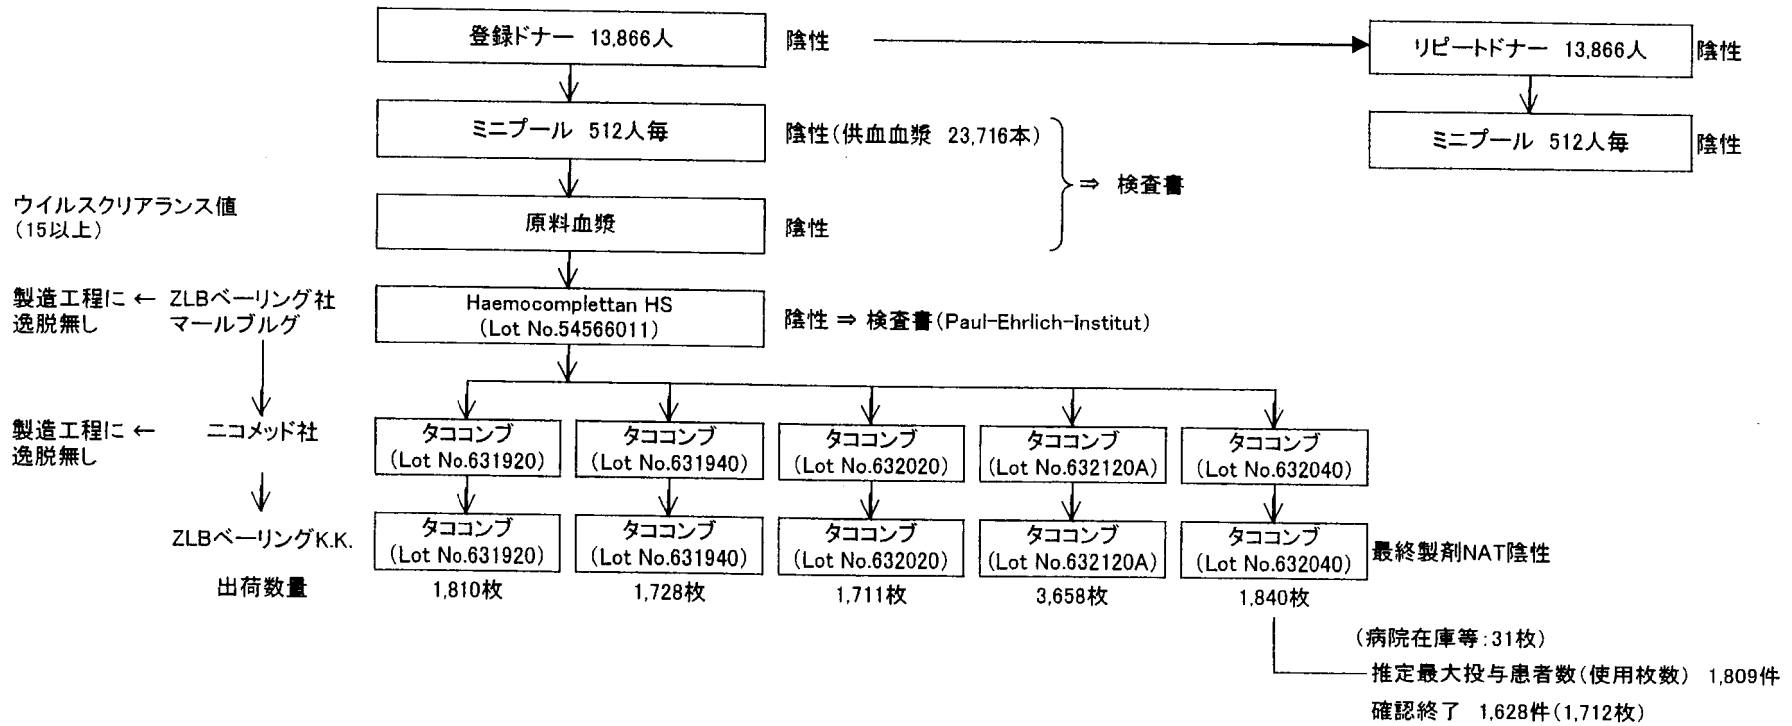 登録ドナー 13,866人 陰性
リピートドナー 13,866人 陰性
ミニプール 512人毎 陰性(供血血漿 23,716本)
ミニプール 512人毎 陰性
⇒ 検査書
ウイルスクリアランス値
(15以上)
原料血漿 陰性
製造工程に ← ZLBベーリング社
逸脱無し マールブルグ
Haemocomplettan HS
(Lot No.54566011)
陰性 ⇒ 検査書(Paul-Ehrlich-Institut)
製造工程に ← ニコメッド社
逸脱無し
タココンブ タココンブ タココンブ タココンブ タココンブ
(Lot No.631920) (Lot No.631940) (Lot No.632020) (Lot No.632120A) (Lot No.632040)
ZLBベーリングK.K.
タココンブ タココンブ タココンブ タココンブ タココンブ
(Lot No.631920) (Lot No.631940) (Lot No.632020) (Lot No.632120A) (Lot No.632040)
最終製剤NAT陰性
出荷数量 1,810枚 1,728枚 1,711枚 3,658枚 1,840枚
(病院在庫等:31枚)
推定最大投与患者数(使用枚数) 1,809件
確認終了 1,628件(1,712枚)